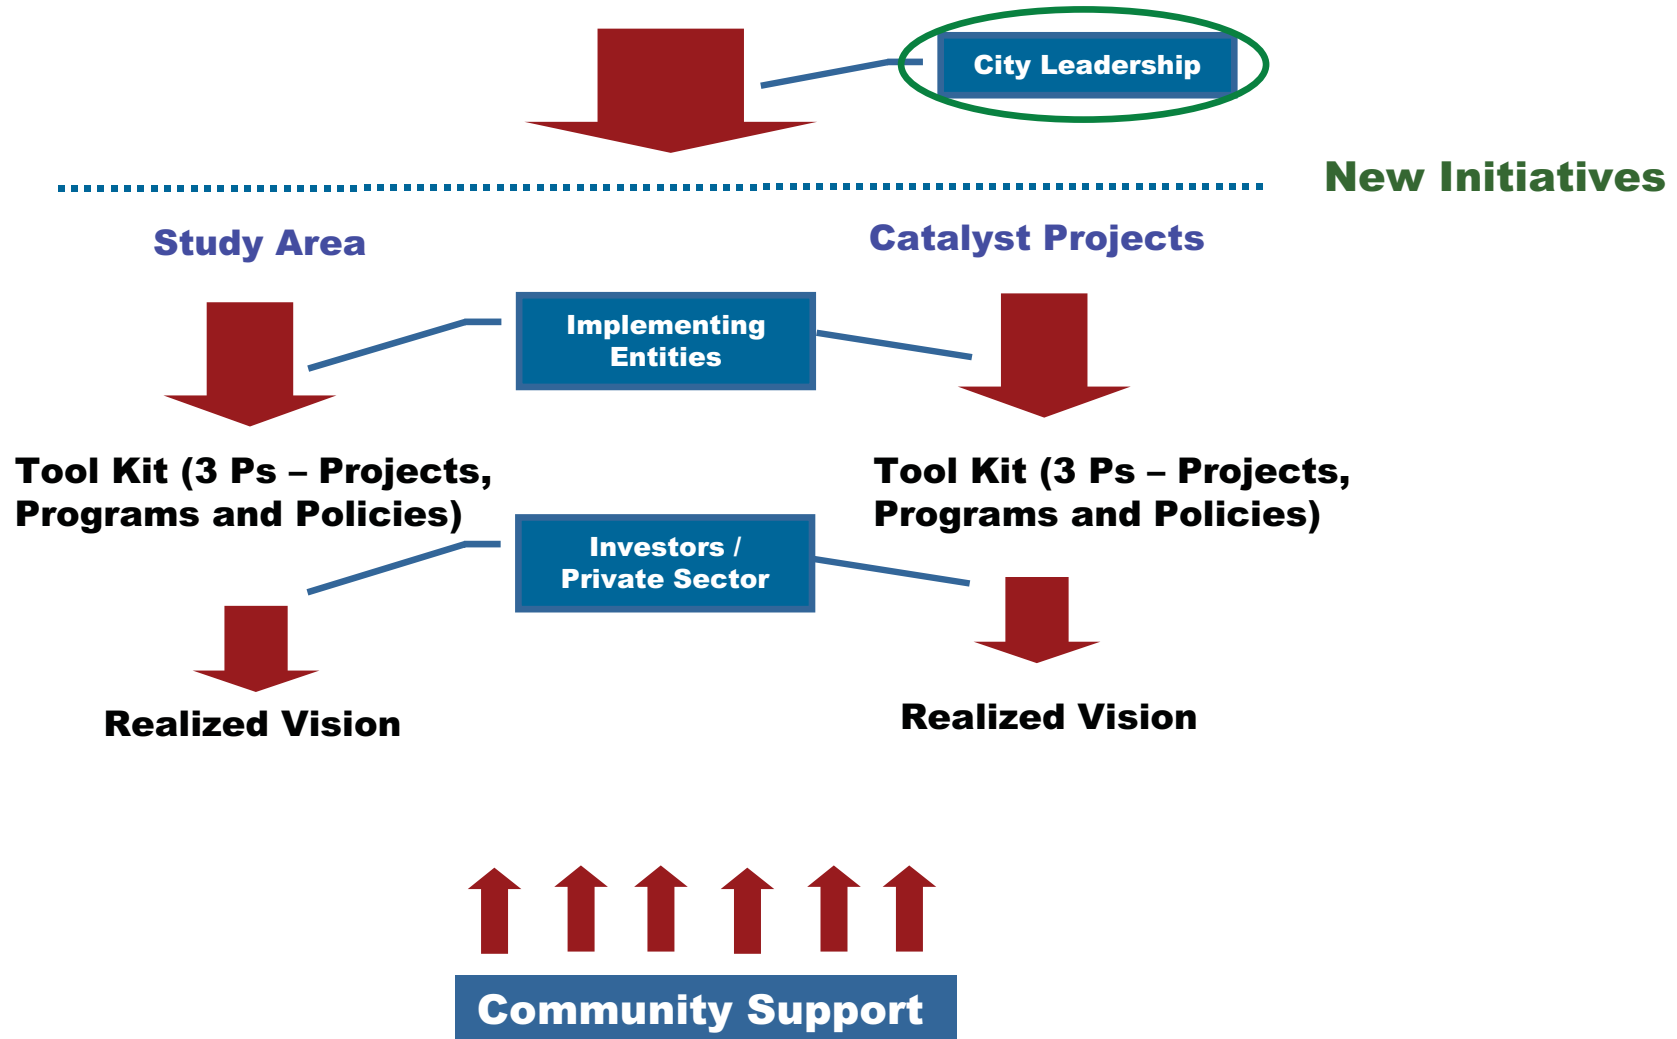 City Leadership
New Initiatives
Study Area
Catalyst Projects
Implementing
Entities
Tool Kit (3 Ps – Projects,
Programs and Policies)
Tool Kit (3 Ps – Projects,
Programs and Policies)
Investors /
Private Sector
Realized Vision
Realized Vision
Community Support